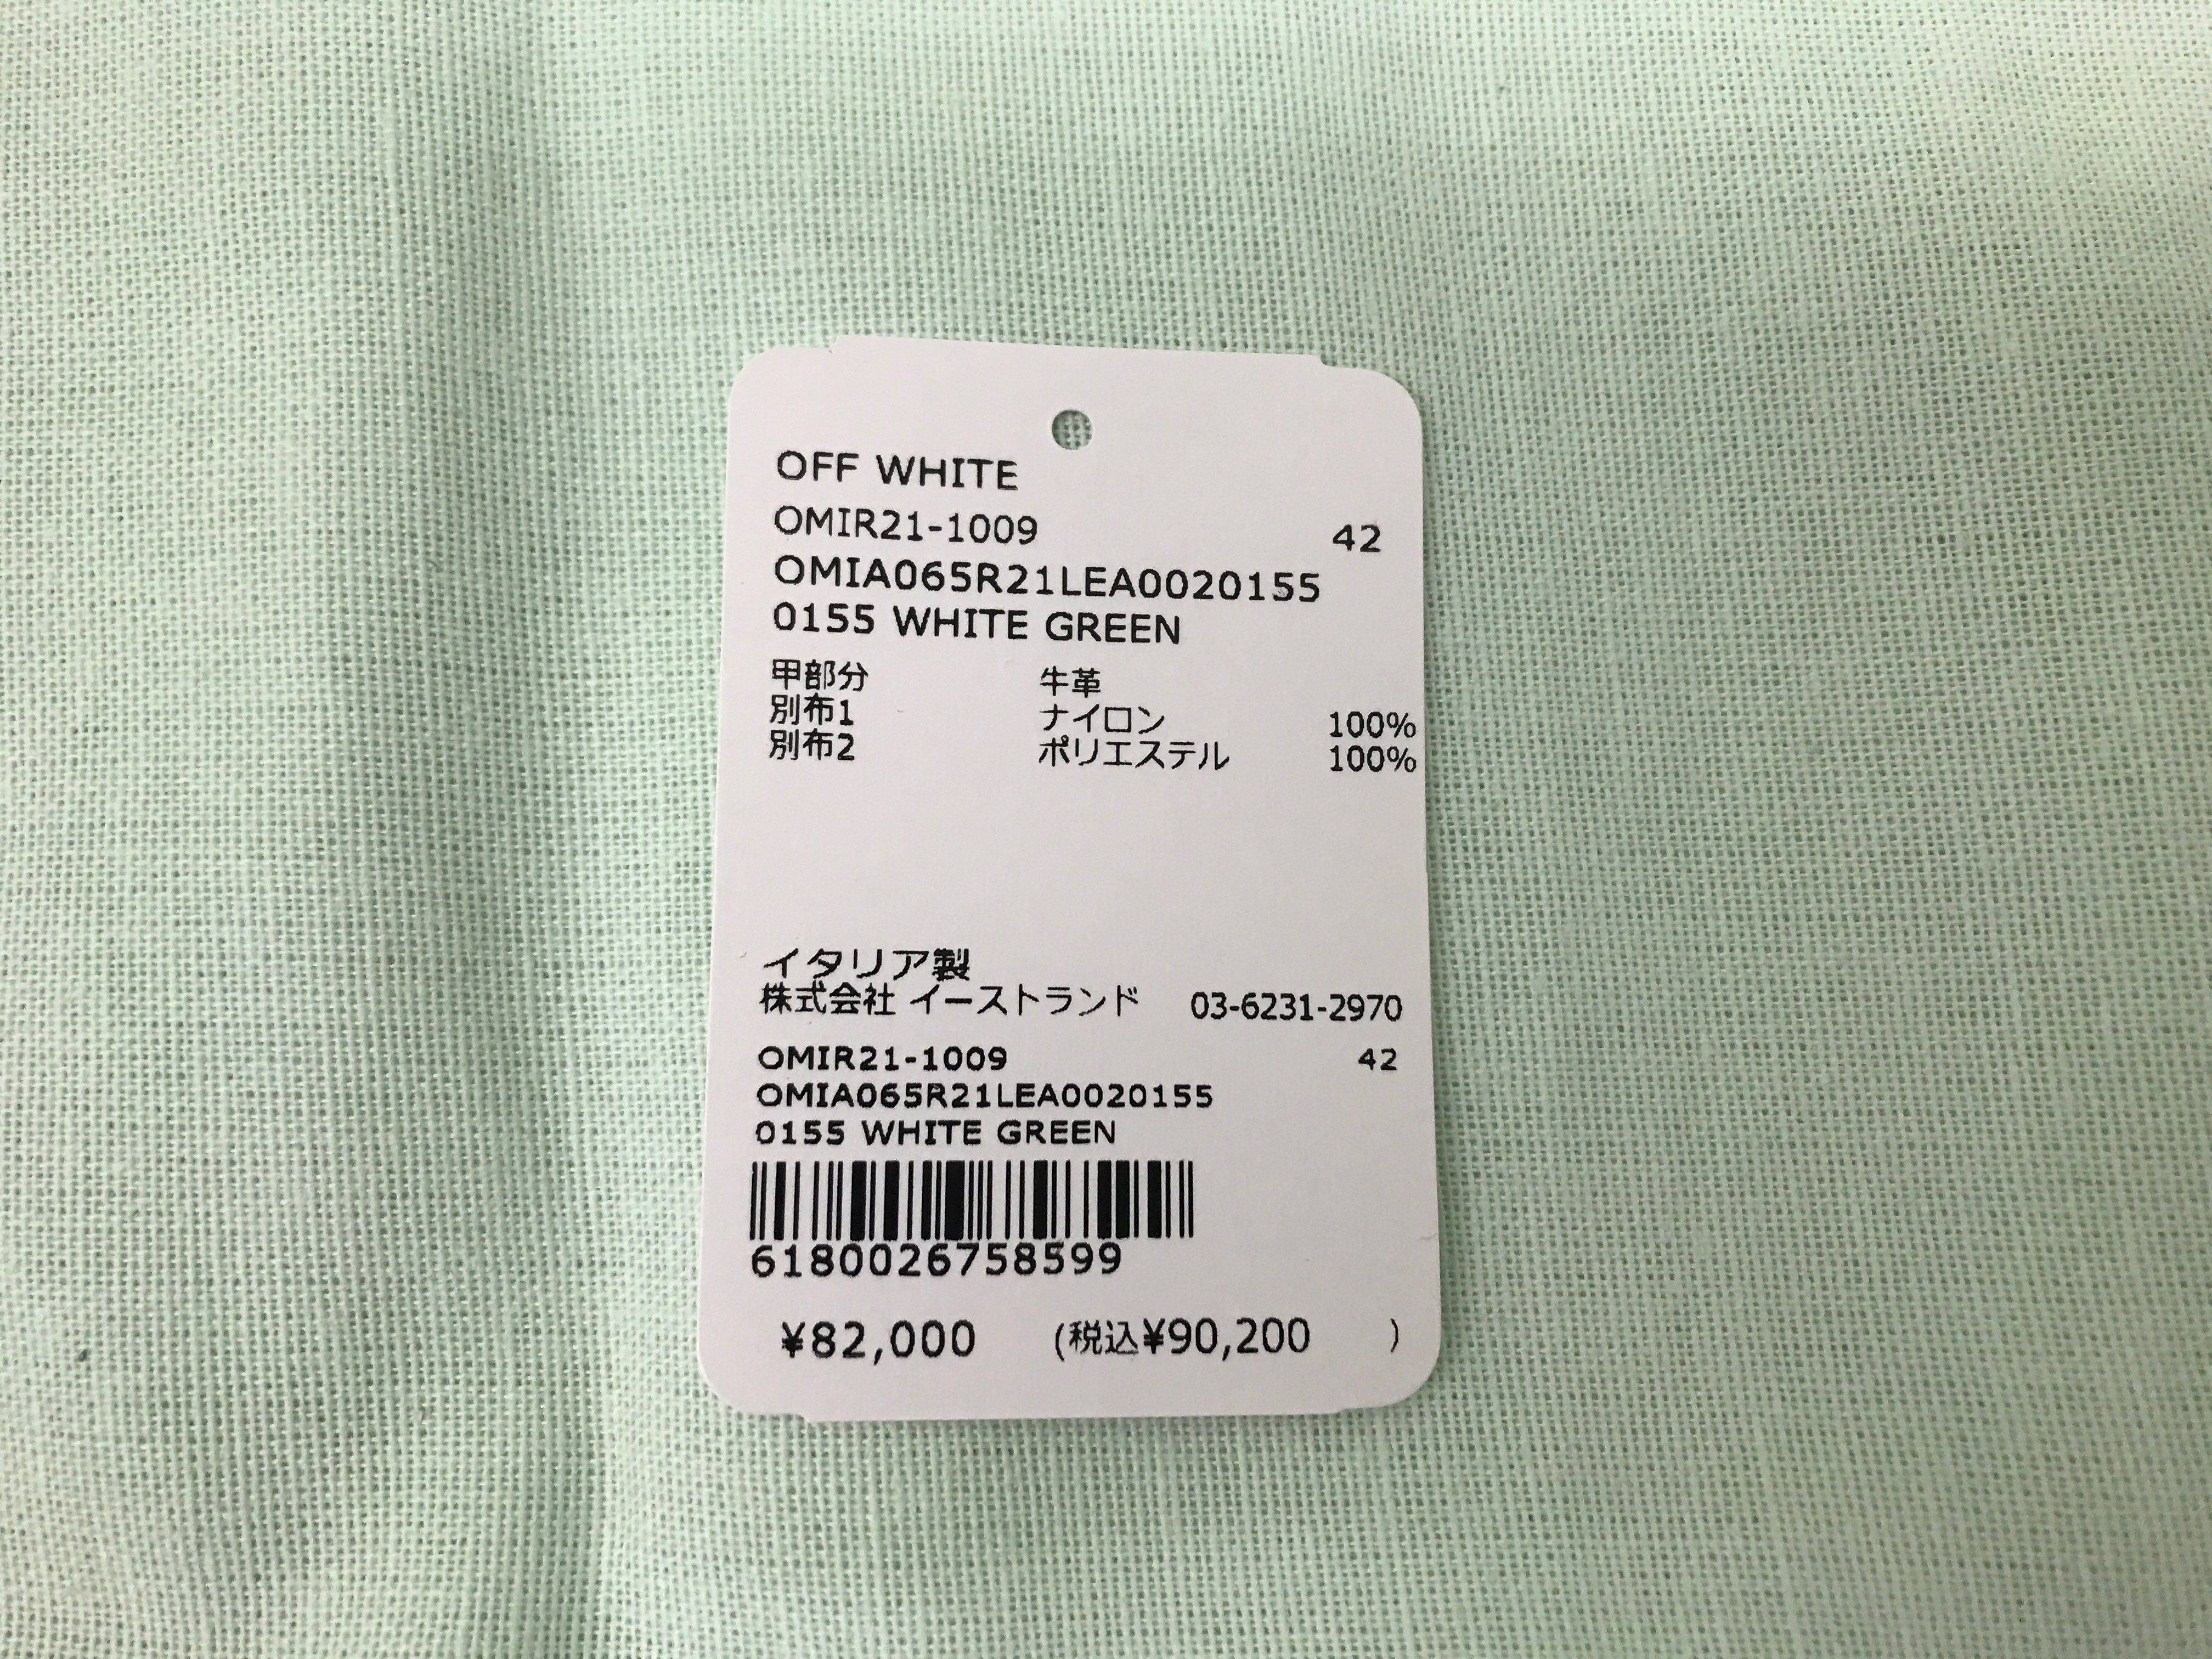 OFF WHITE
OMIR21-1009 42
OMIA065R21LEA0020155
0155 WHITE GREEN
甲部分 牛革
別布1 ナイロン 100%
別布2 ポリエステル 100%
イタリア製
株式会社 イーストランド 03-6231-2970
OMIR21-1009 42
OMIA065R21LEA0020155
0155 WHITE GREEN
6180026758599
¥82,000 (税込¥90,200 )